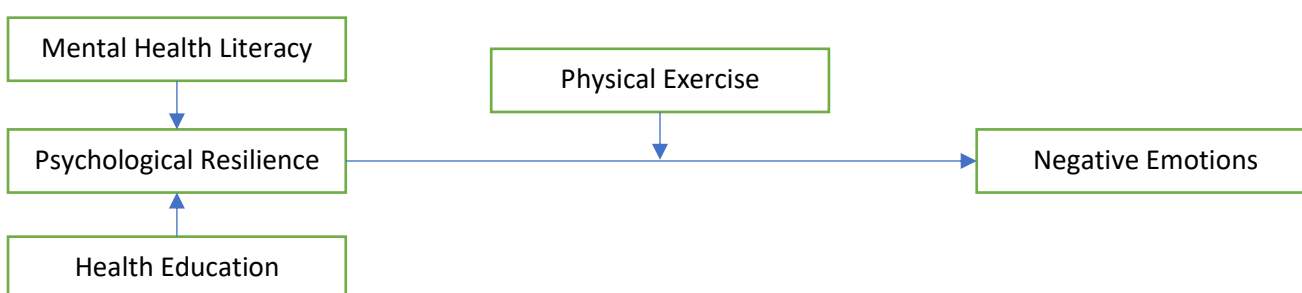 Mental Health Literacy
Physical Exercise
Psychological Resilience
Negative Emotions
Health Education